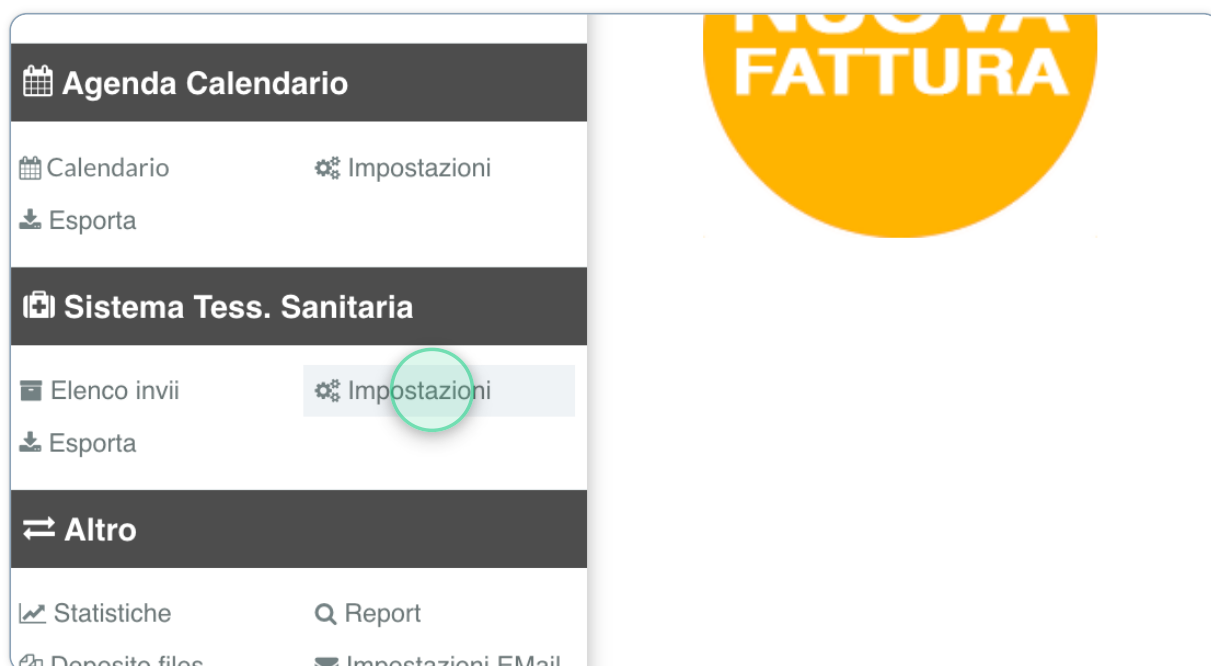 NUOVA
FATTURA
Agenda Calendario
Calendario
Impostazioni
Esporta
Sistema Tess. Sanitaria
Elenco invii
Impostazioni
Esporta
Altro
Statistiche
Report
Deposito files
Impostazioni EMail